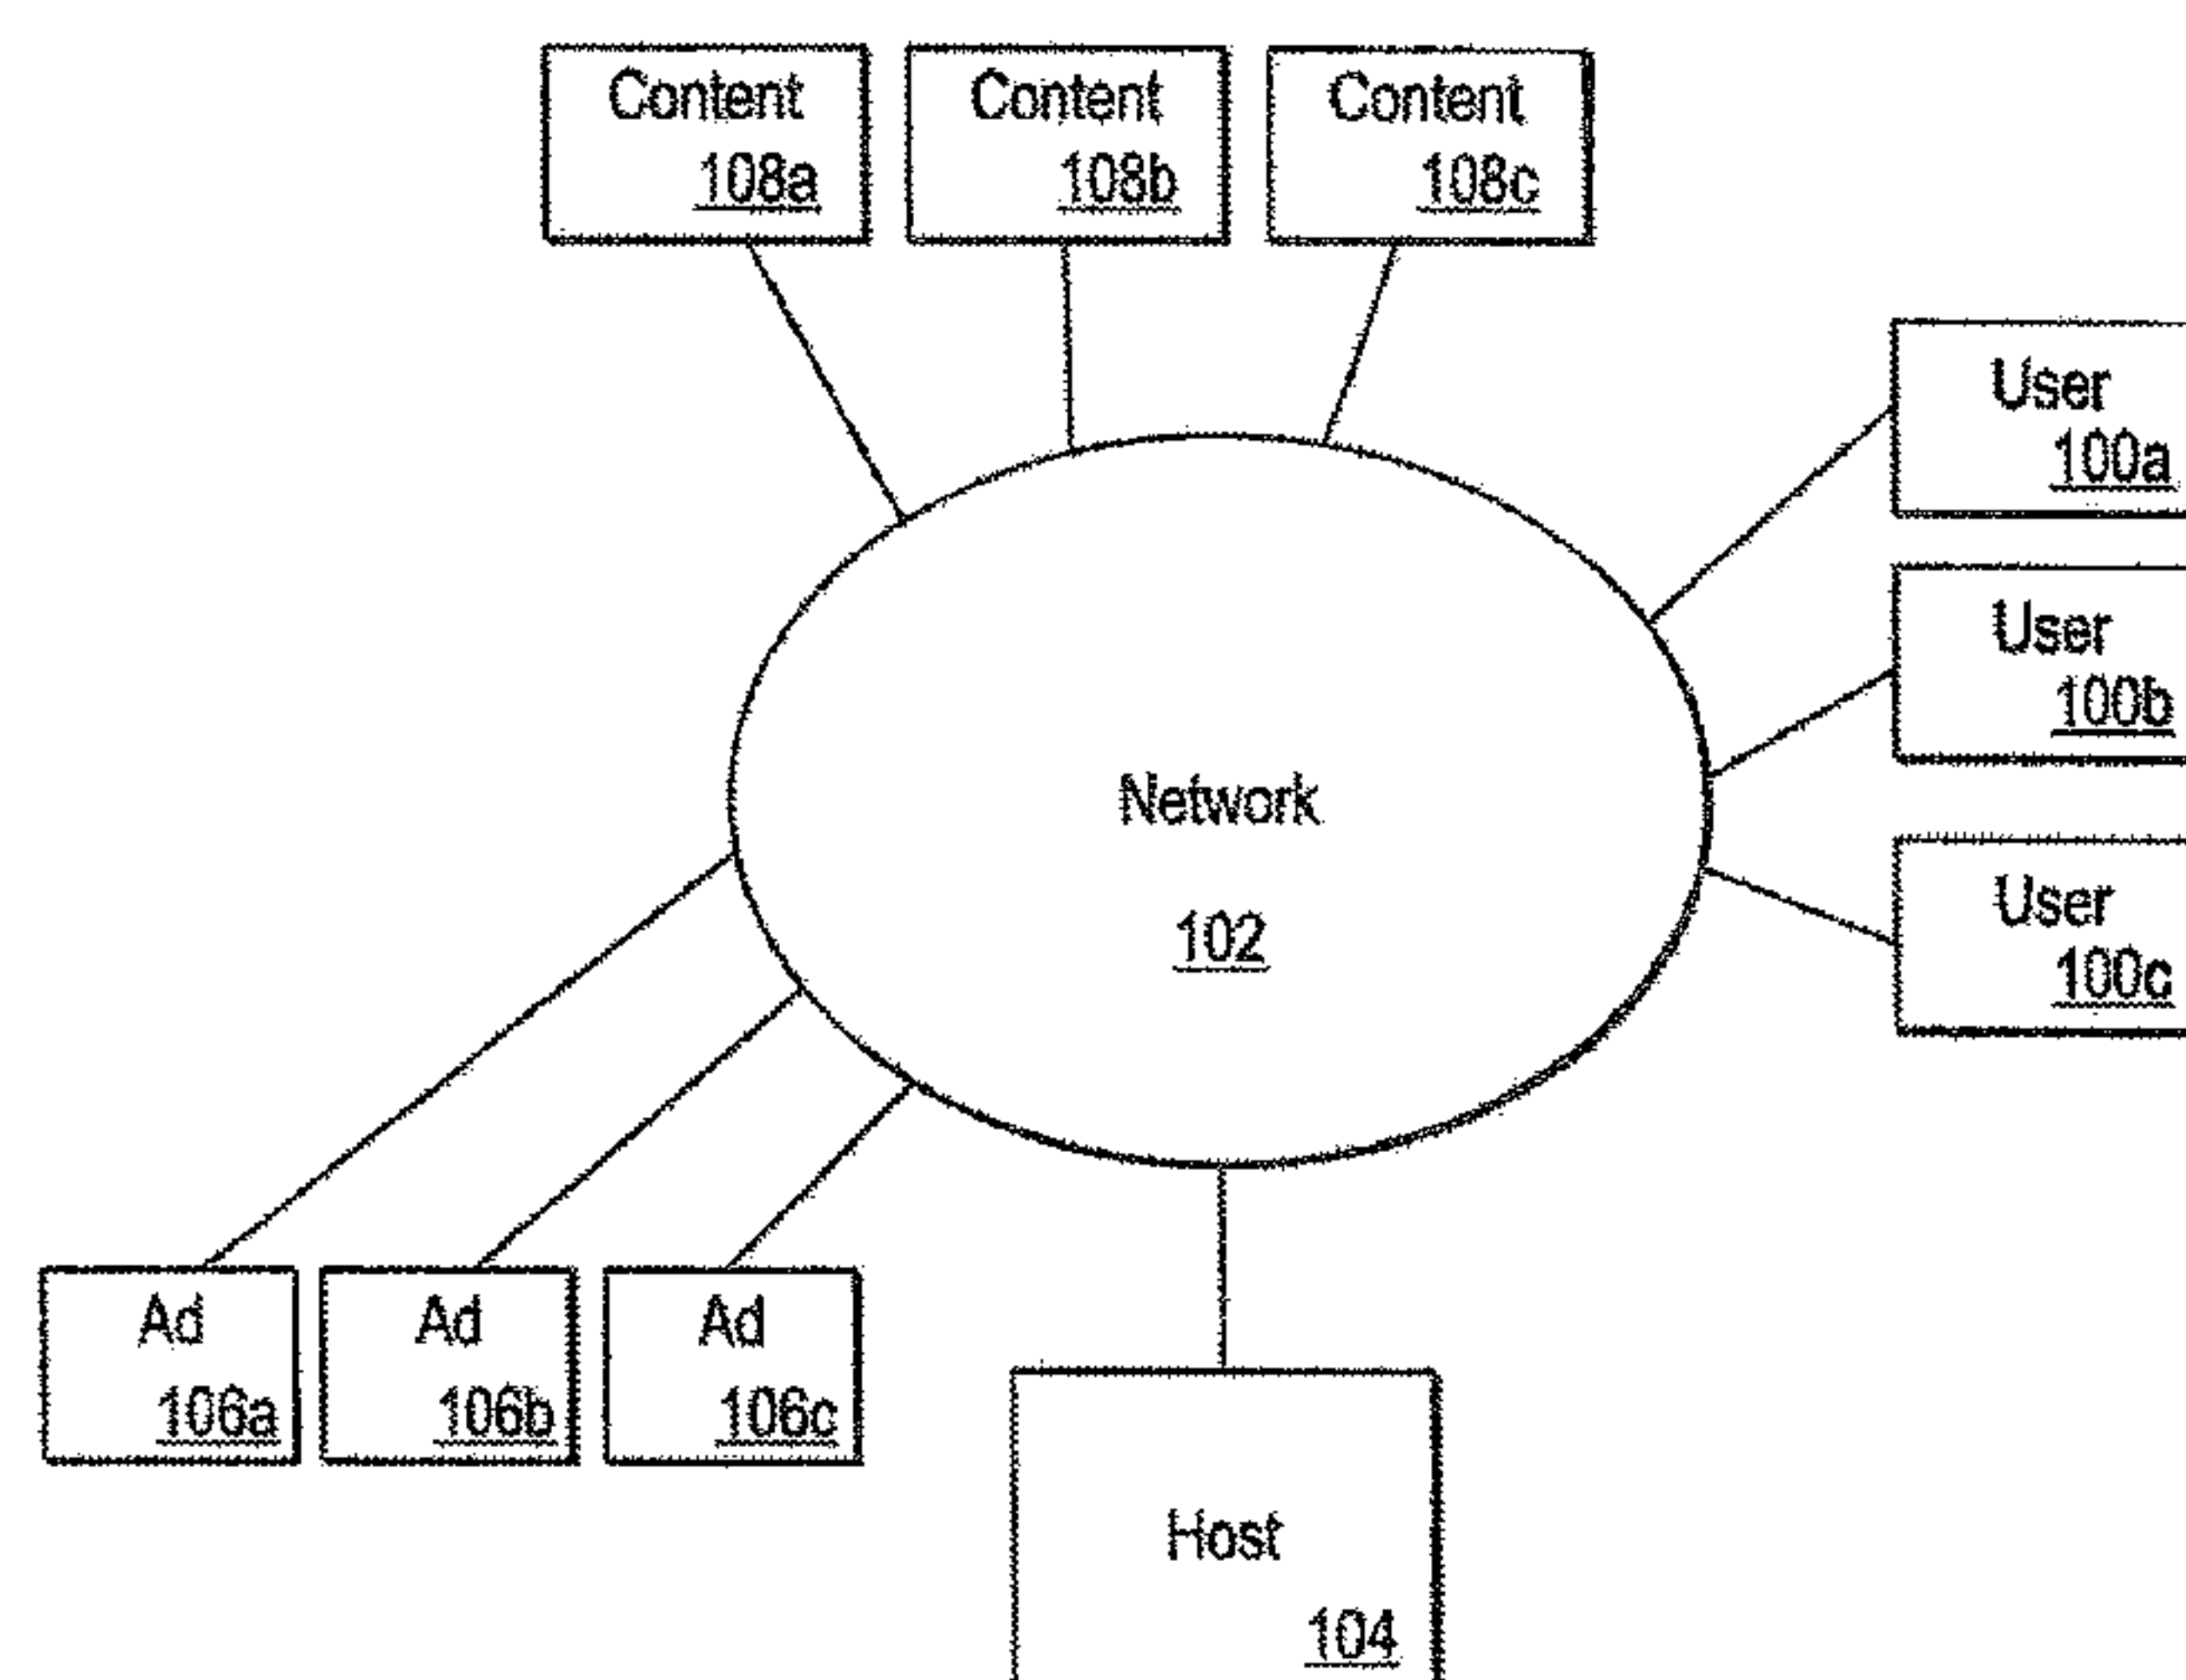 Content
108a
Content
108b
Content
108c
User
100a
User
100b
User
100c
Network
102
Ad
106a
Ad
106b
Ad
106c
Host
104